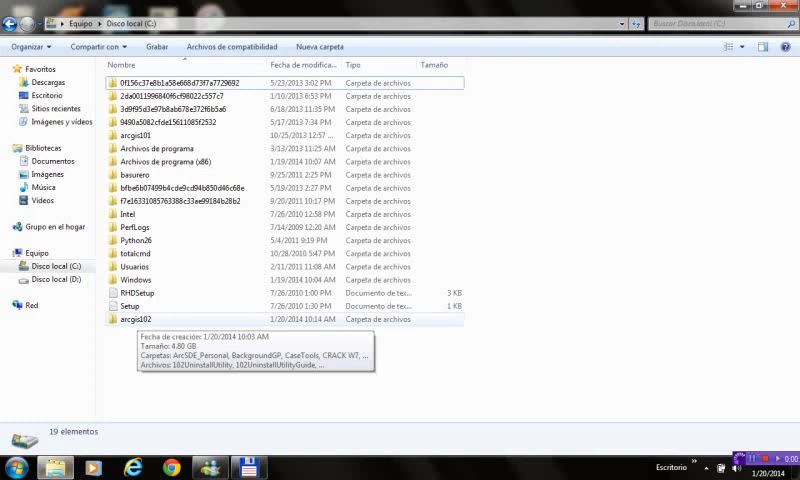 Equipo ▸ Disco local (C:)
Buscar Disco local (C:)
Organizar Compartir con Grabar Archivos de compatibilidad Nueva carpeta
Nombre Fecha de modifica... Tipo Tamaño
Favoritos
Descargas
Escritorio
Sitios recientes
Imágenes y vídeos
Bibliotecas
Documentos
Imágenes
Música
Vídeos
Grupo en el hogar
Equipo
Disco local (C:)
Disco local (D:)
Red
0f156c37e8b1a58e668d73f7a7729692 5/23/2013 3:02 PM Carpeta de archivos
2da0011996840f6cf98022c557c7 1/10/2013 6:53 PM Carpeta de archivos
3d9f95d3e97b8ab678e372f6b5a6 6/18/2013 11:35 PM Carpeta de archivos
9490a5082cfde15611085f2532 5/17/2013 7:34 PM Carpeta de archivos
arcgis101 10/25/2013 12:57 ... Carpeta de archivos
Archivos de programa 3/13/2013 11:25 AM Carpeta de archivos
Archivos de programa (x86) 1/19/2014 10:07 AM Carpeta de archivos
basurero 9/25/2011 2:25 PM Carpeta de archivos
bfbe6b07499b4cde9cd94b850d46c68e 5/19/2013 2:27 PM Carpeta de archivos
f7e16331085763388c33ae99184b28b2 9/20/2011 10:17 PM Carpeta de archivos
Intel 7/26/2010 12:58 PM Carpeta de archivos
PerfLogs 7/14/2009 12:20 AM Carpeta de archivos
Python26 5/4/2011 9:19 PM Carpeta de archivos
totalcmd 10/28/2010 5:47 PM Carpeta de archivos
Usuarios 2/11/2011 11:08 AM Carpeta de archivos
Windows 1/19/2014 10:04 AM Carpeta de archivos
RHDSetup 7/26/2010 1:00 PM Documento de tex... 3 KB
Setup 7/26/2010 1:30 PM Documento de tex... 1 KB
arcgis102 1/20/2014 10:14 AM Carpeta de archivos
Fecha de creación: 1/20/2014 10:03 AM
Tamaño: 4.80 GB
Carpetas: ArcSDE_Personal, BackgroundGP, CaseTools, CRACK W7, ...
Archivos: 102UninstallUtility, 102UninstallUtilityGuide, ...
19 elementos
Escritorio »
0:00
1/20/2014